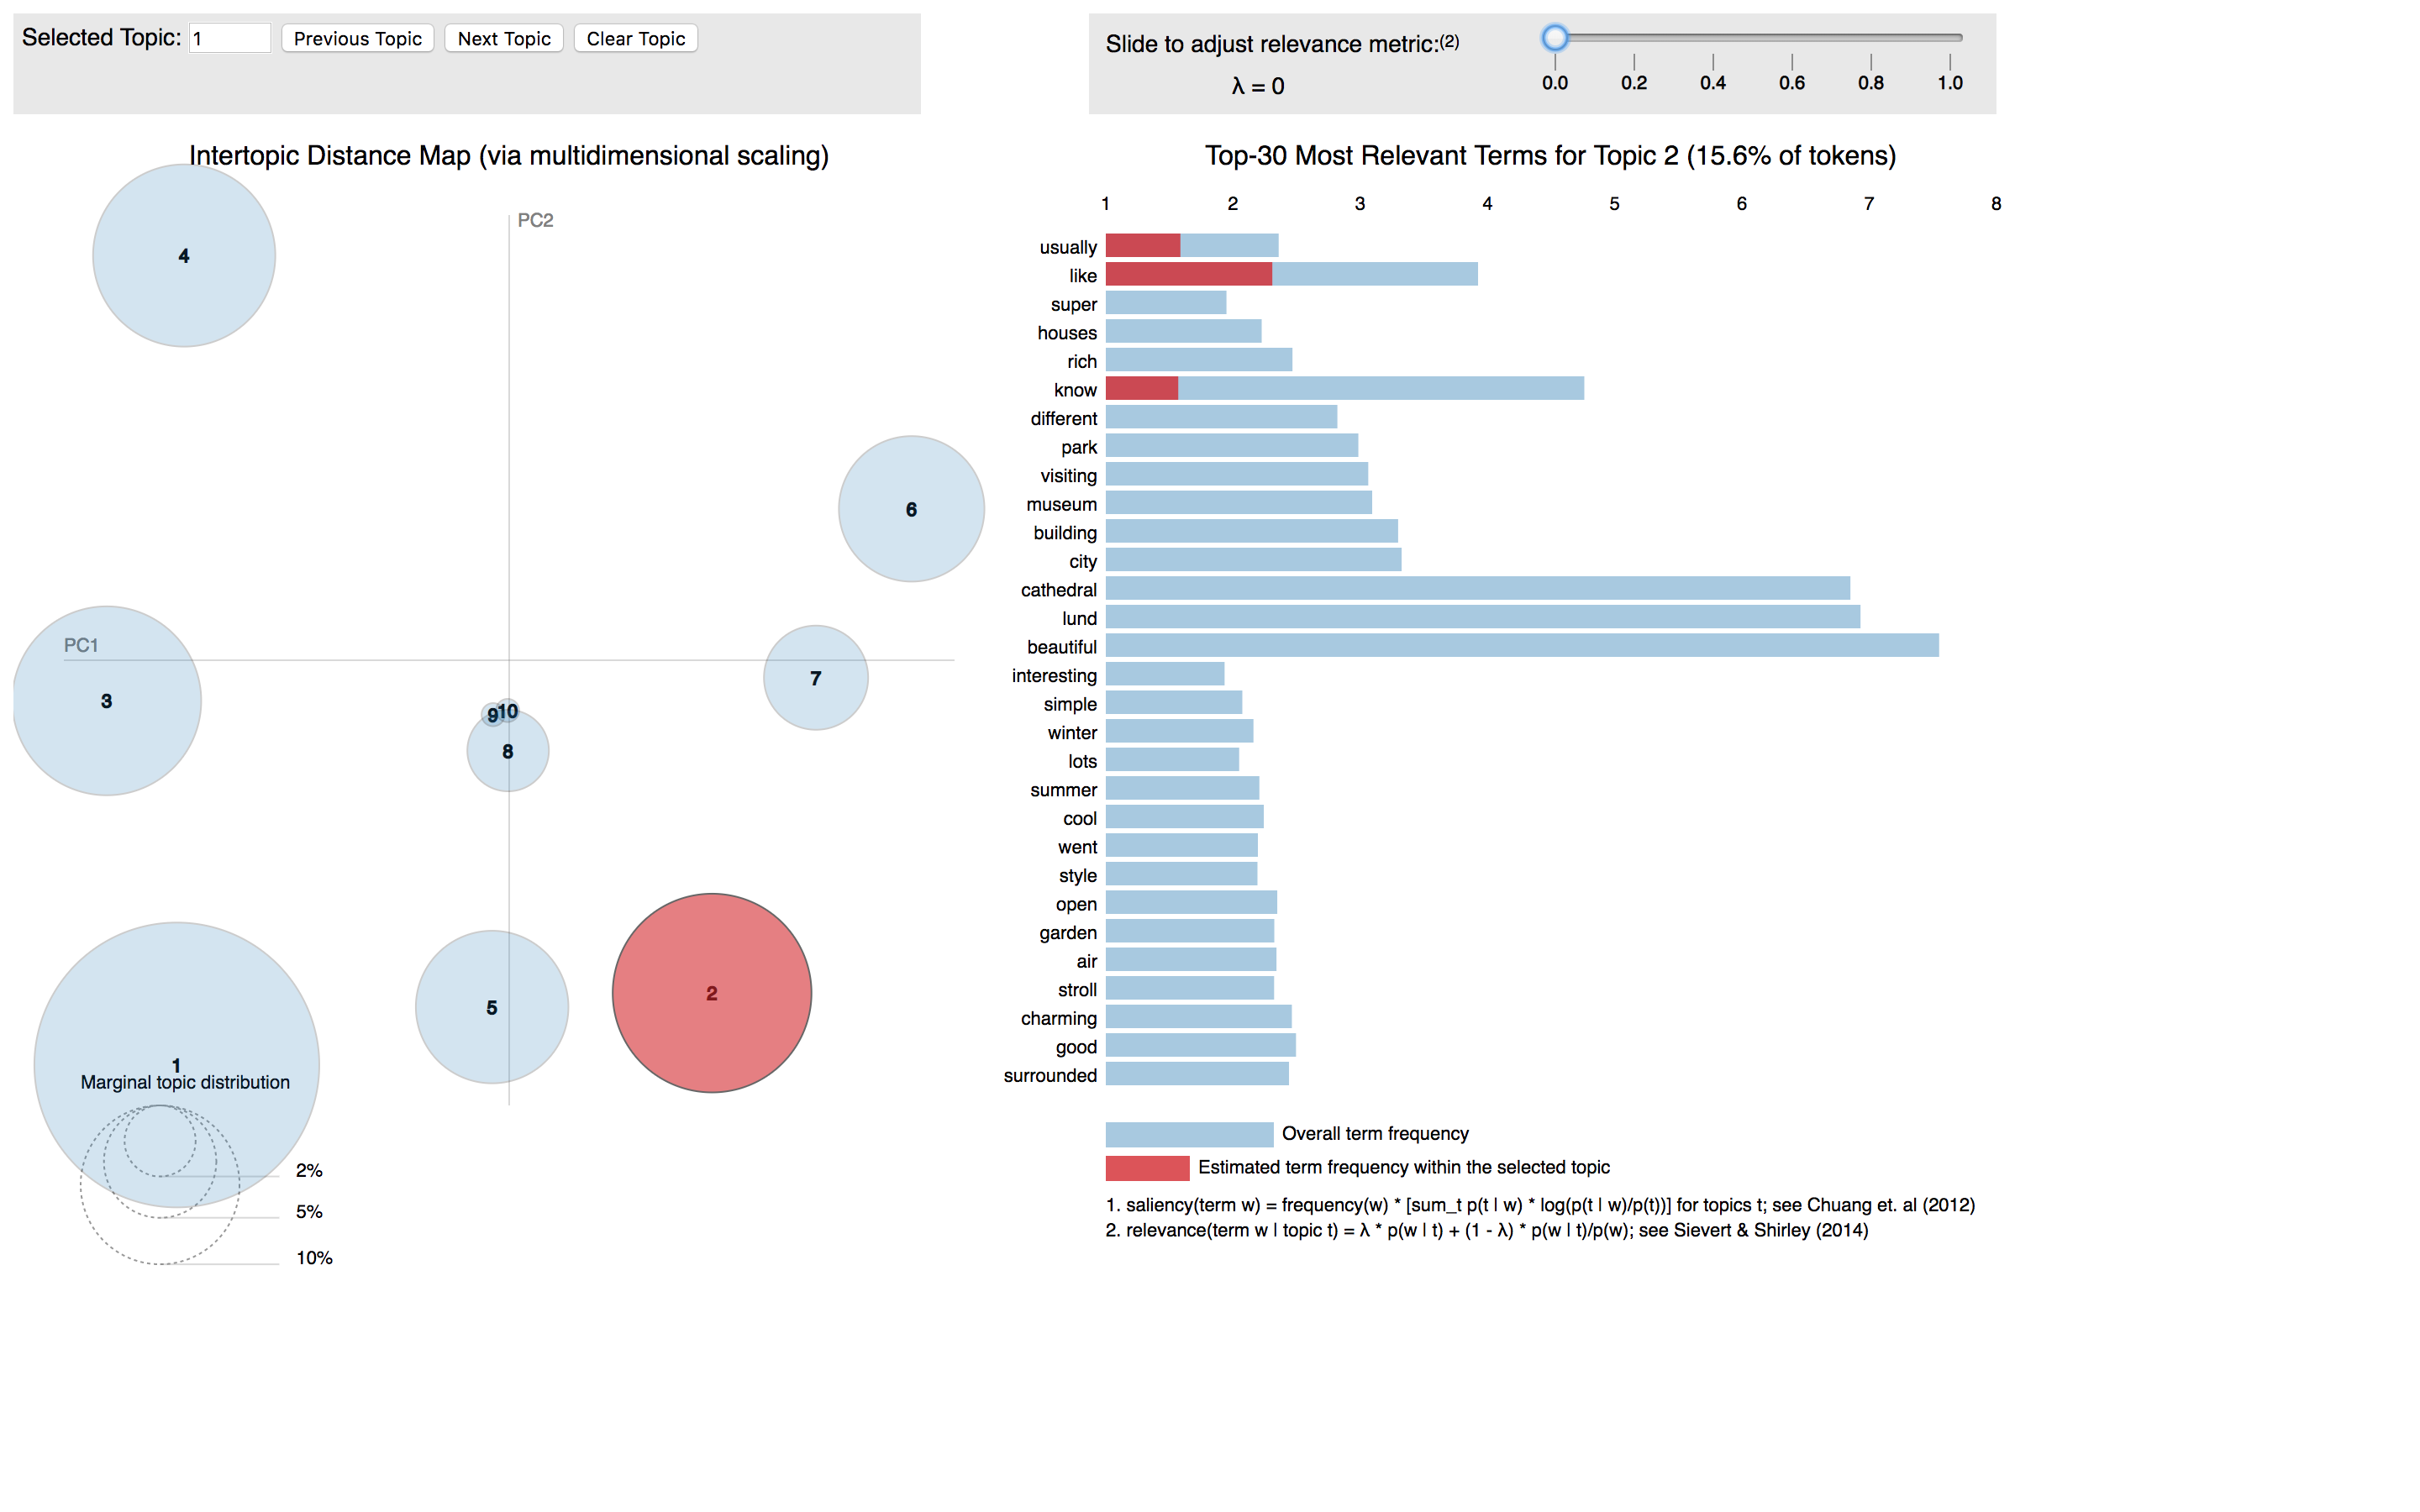 Selected Topic: 1 Previous Topic Next Topic Clear Topic
Slide to adjust relevance metric:(2)
λ = 0
0.0 0.2 0.4 0.6 0.8 1.0
Intertopic Distance Map (via multidimensional scaling)
PC2
4
6
PC1
3
7
9
10
8
5
2
1
Marginal topic distribution
2%
5%
10%
Top-30 Most Relevant Terms for Topic 2 (15.6% of tokens)
1 2 3 4 5 6 7 8
usually
like
super
houses
rich
know
different
park
visiting
museum
building
city
cathedral
lund
beautiful
interesting
simple
winter
lots
summer
cool
went
style
open
garden
air
stroll
charming
good
surrounded
Overall term frequency
Estimated term frequency within the selected topic
1. saliency(term w) = frequency(w) * [sum_t p(t | w) * log(p(t | w)/p(t))] for topics t; see Chuang et. al (2012)
2. relevance(term w | topic t) = λ * p(w | t) + (1 - λ) * p(w | t)/p(w); see Sievert & Shirley (2014)